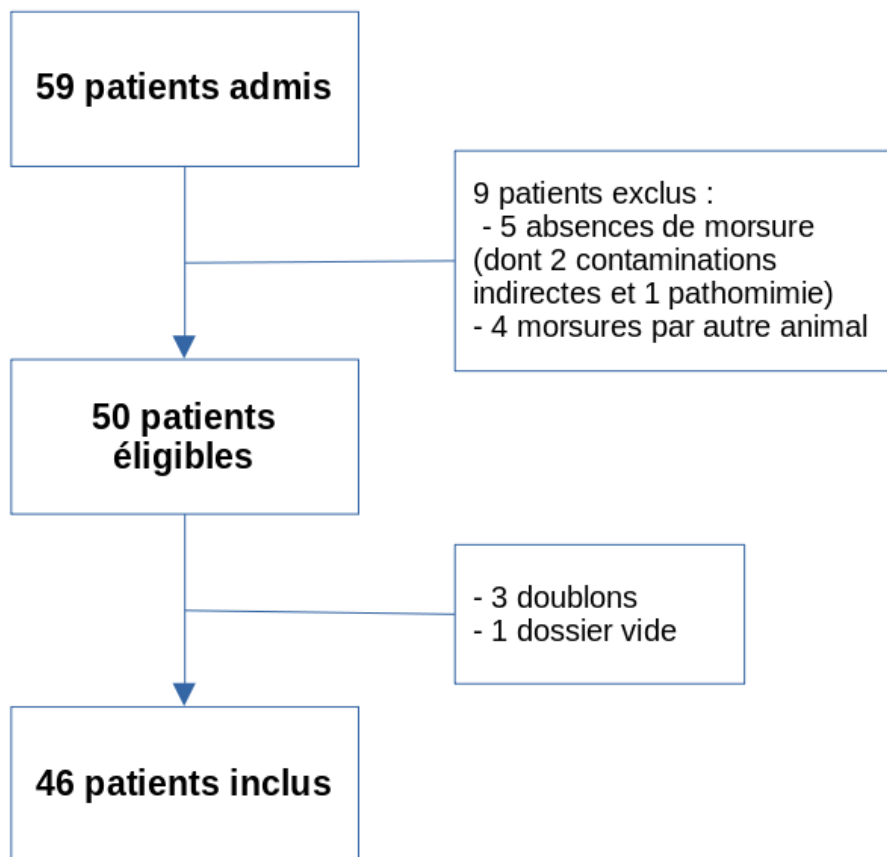 59 patients admis
9 patients exclus :
- 5 absences de morsure
(dont 2 contaminations
indirectes et 1 pathomimie)
- 4 morsures par autre animal
50 patients
éligibles
- 3 doublons
- 1 dossier vide
46 patients inclus